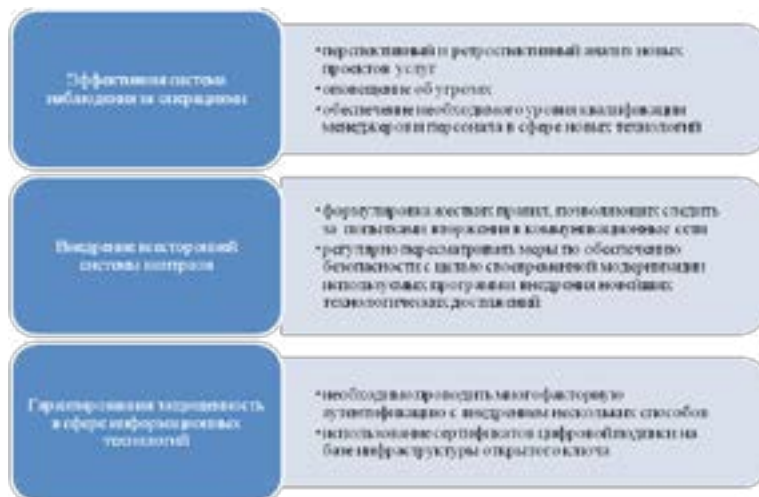 Эффективная система
наблюдения за операциями
•перспективный и ретроспективный анализ новых
проектов услуг
•оповещение об угрозах
•обеспечение необходимого уровня квалификации
менеджеров и персонала в сфере новых технологий
Внедрение всесторонней
системы контроля
•формулировка жестких правил, позволяющих следить
за попытками вторжения в коммуникационные сети
•регулярно пересматривать меры по обеспечению
безопасности с целью своевременной модернизации
используемых программ и внедрения новейших
технологических достижений
Гарантированная защищенность
в сфере информационных
технологий
•необходимо проводить многофакторную
аутентификацию с внедрением нескольких способов
•использование сертификатов цифровой подписи на
базе инфраструктуры открытого ключа